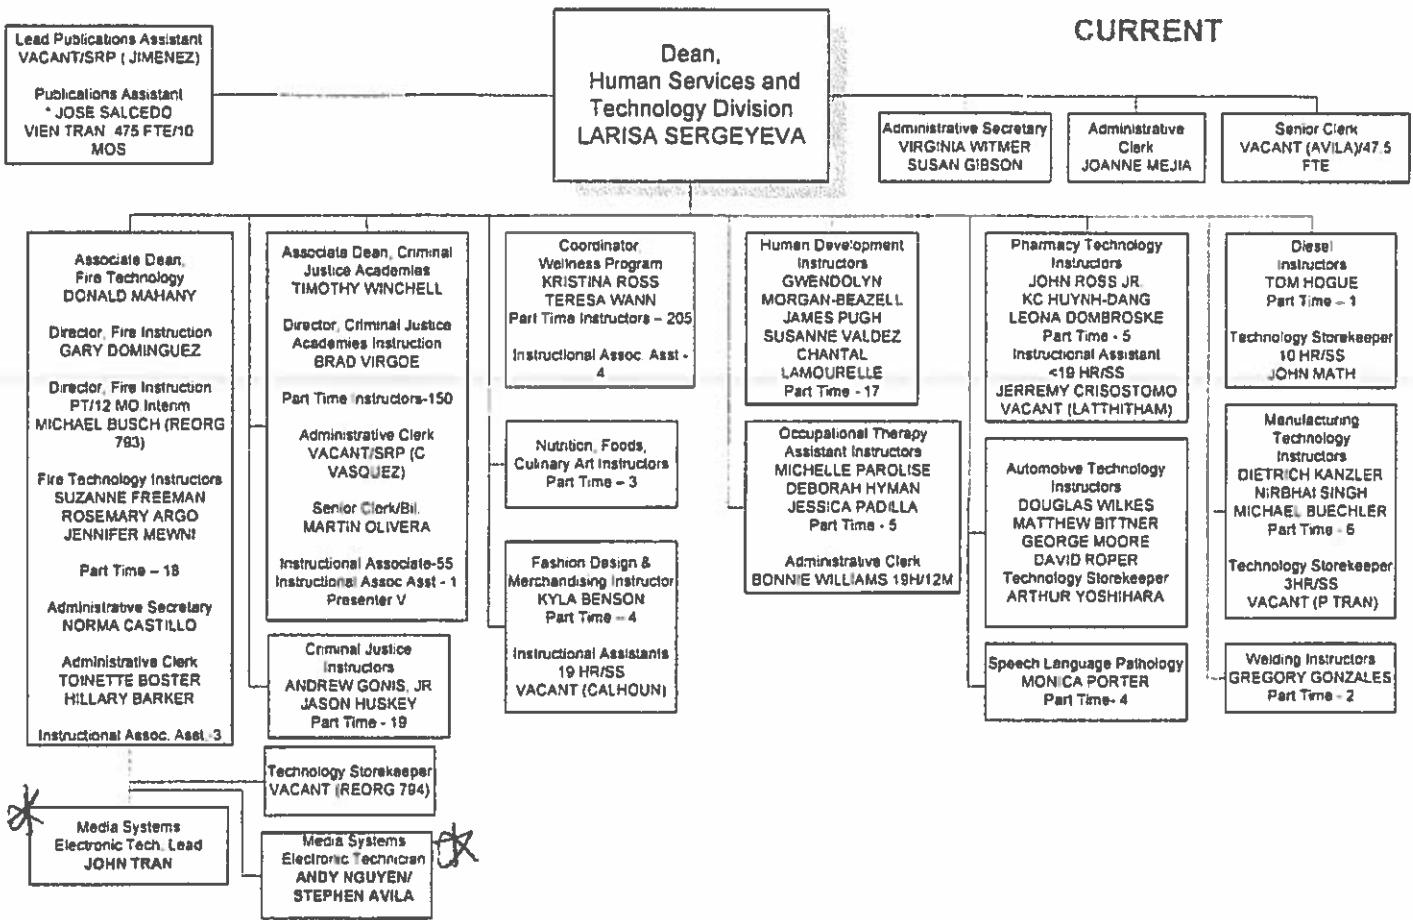 CURRENT
Lead Publications Assistant
VACANT/SRP ( JIMENEZ)
Publications Assistant
* JOSE SALCEDO
VIEN TRAN 475 FTE/10
MOS
Dean,
Human Services and
Technology Division
LARISA SERGEYEVA
Administrative Secretary
VIRGINIA WITMER
SUSAN GIBSON
Administrative
Clerk
JOANNE MEJIA
Senior Clerk
VACANT (AVILA)/47.5
FTE
Associate Dean,
Fire Technology
DONALD MAHANY
Director, Fire Instruction
GARY DOMINGUEZ
Director, Fire Instruction
PT/12 MO Interim
MICHAEL BUSCH (REORG
793)
Fire Technology Instructors
SUZANNE FREEMAN
ROSEMARY ARGO
JENNIFER MEWNI
Part Time – 18
Administrative Secretary
NORMA CASTILLO
Administrative Clerk
TOINETTE BOSTER
HILLARY BARKER
Instructional Assoc. Asst.-3
Media Systems
Electronic Tech. Lead
JOHN TRAN
Associate Dean, Criminal
Justice Academies
TIMOTHY WINCHELL
Director, Criminal Justice
Academies Instruction
BRAD VIRGOE
Part Time Instructors-150
Administrative Clerk
VACANT/SRP (C
VASQUEZ)
Senior Clerk/Bil.
MARTIN OLIVERA
Instructional Associate-55
Instructional Assoc Asst - 1
Presenter V
Criminal Justice
Instructors
ANDREW GONIS, JR
JASON HUSKEY
Part Time - 19
Technology Storekeeper
VACANT (REORG 794)
Media Systems
Electronic Technician
ANDY NGUYEN/
STEPHEN AVILA
Coordinator,
Wellness Program
KRISTINA ROSS
TERESA WANN
Part Time Instructors – 205
Instructional Assoc. Asst -
4
Nutrition, Foods,
Culinary Art Instructors
Part Time – 3
Fashion Design &
Merchandising Instructor
KYLA BENSON
Part Time – 4
Instructional Assistants
19 HR/SS
VACANT (CALHOUN)
Human Development
Instructors
GWENDOLYN
MORGAN-BEAZELL
JAMES PUGH
SUSANNE VALDEZ
CHANTAL
LAMOURELLE
Part Time - 17
Occupational Therapy
Assistant Instructors
MICHELLE PAROLISE
DEBORAH HYMAN
JESSICA PADILLA
Part Time - 5
Administrative Clerk
BONNIE WILLIAMS 19H/12M
Pharmacy Technology
Instructors
JOHN ROSS JR.
KC HUYNH-DANG
LEONA DOMBROSKE
Part Time - 5
Instructional Assistant
<19 HR/SS
JERREMY CRISOSTOMO
VACANT (LATTHITHAM)
Automotive Technology
Instructors
DOUGLAS WILKES
MATTHEW BITTNER
GEORGE MOORE
DAVID ROPER
Technology Storekeeper
ARTHUR YOSHIHARA
Speech Language Pathology
MONICA PORTER
Part Time- 4
Diesel
Instructors
TOM HOGUE
Part Time – 1
Technology Storekeeper
10 HR/SS
JOHN MATH
Manufacturing
Technology
Instructors
DIETRICH KANZLER
NIRBHAI SINGH
MICHAEL BUECHLER
Part Time - 6
Technology Storekeeper
3HR/SS
VACANT (P TRAN)
Welding Instructors
GREGORY GONZALES
Part Time - 2